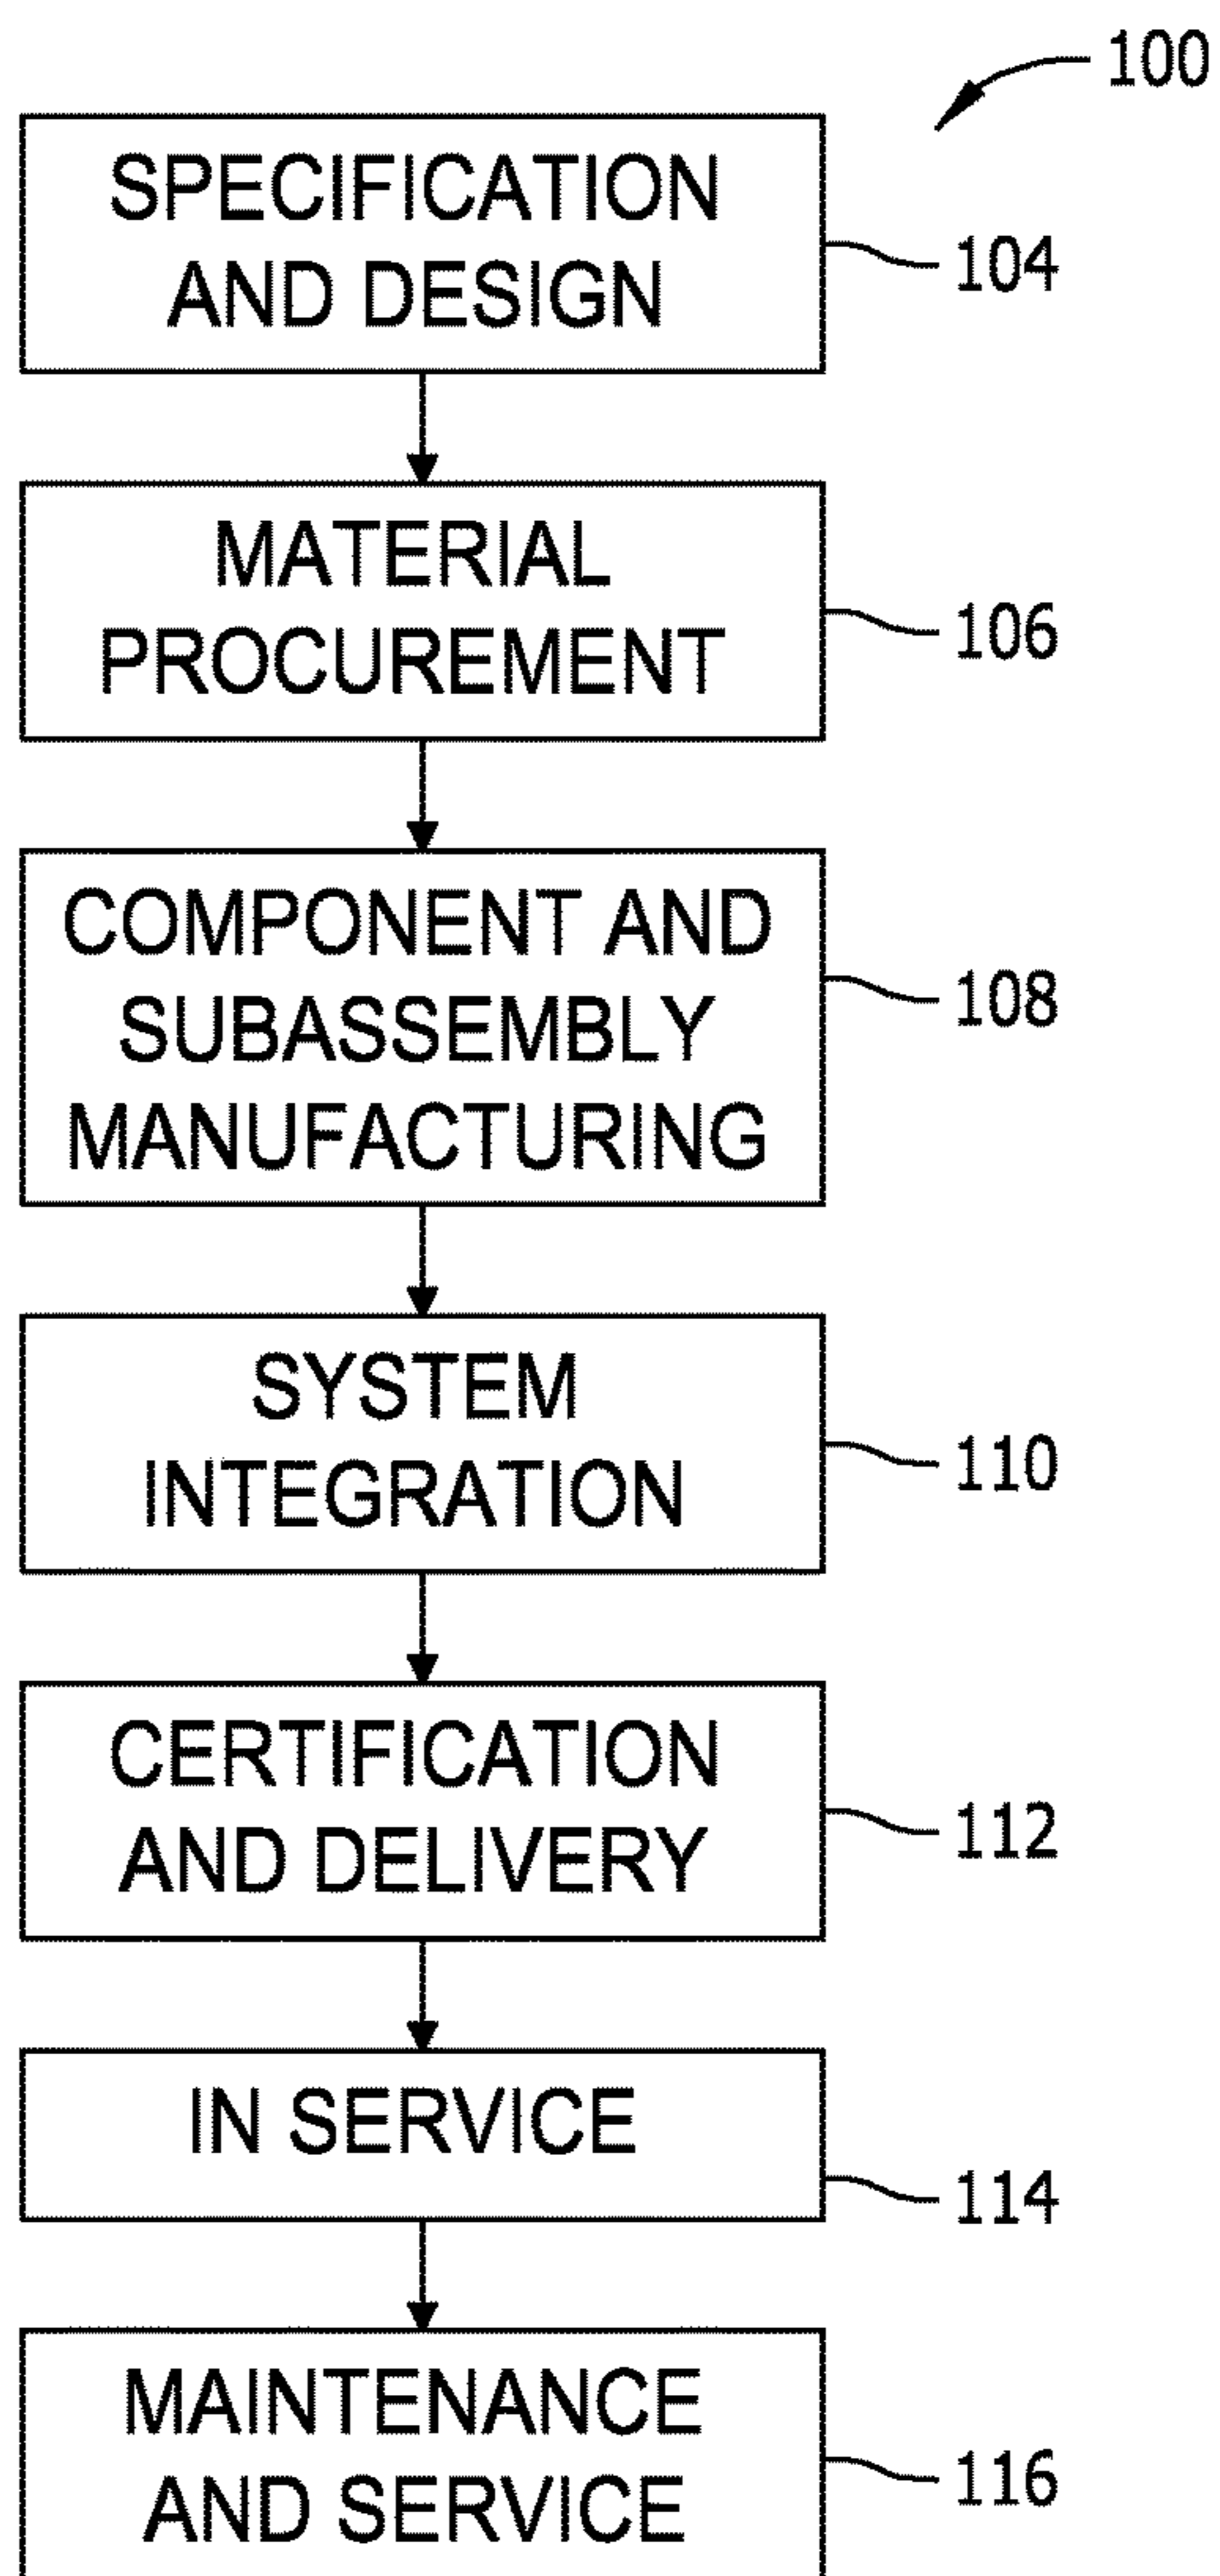 100
SPECIFICATION
AND DESIGN
104
MATERIAL
PROCUREMENT
106
COMPONENT AND
SUBASSEMBLY
MANUFACTURING
108
SYSTEM
INTEGRATION
110
CERTIFICATION
AND DELIVERY
112
IN SERVICE
114
MAINTENANCE
AND SERVICE
116